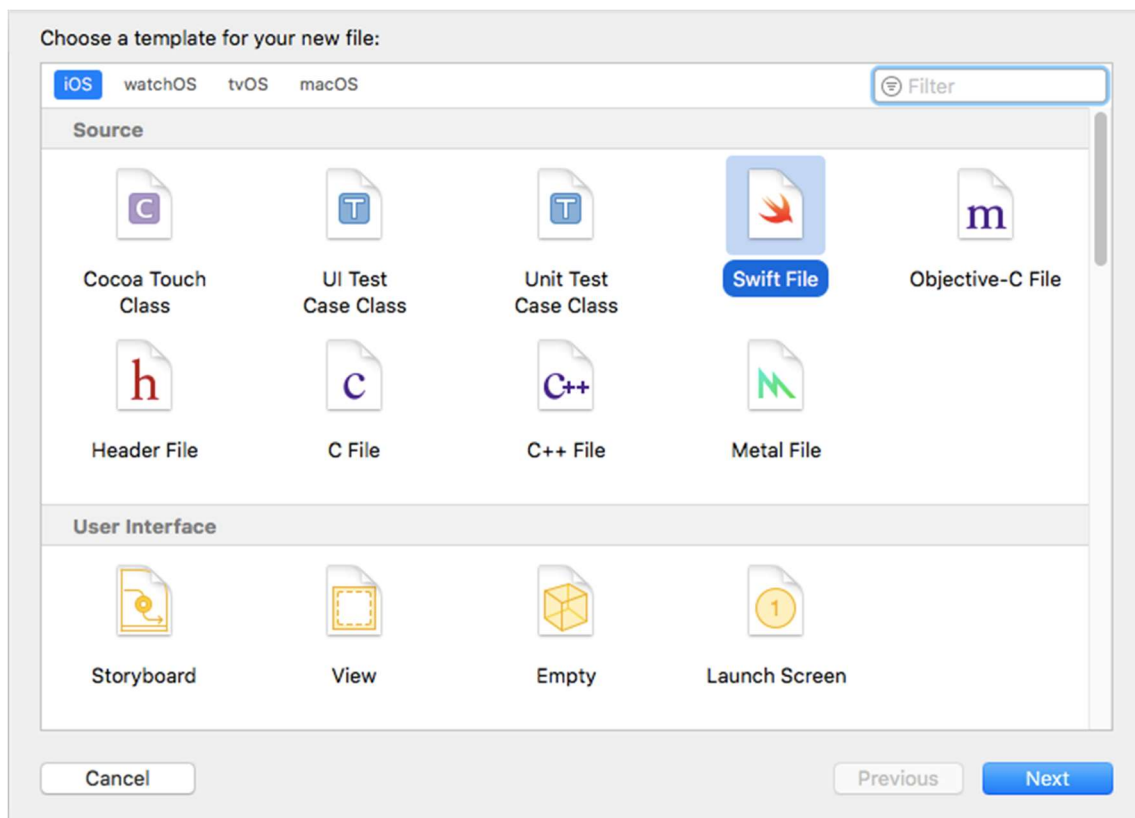 Choose a template for your new file:
iOS watchOS tvOS macOS Filter
Source
C T T m
Cocoa Touch Class
UI Test Case Class
Unit Test Case Class
Swift File
Objective-C File
h c C++
Header File C File C++ File Metal File
User Interface
1
Storyboard View Empty Launch Screen
Cancel Previous Next